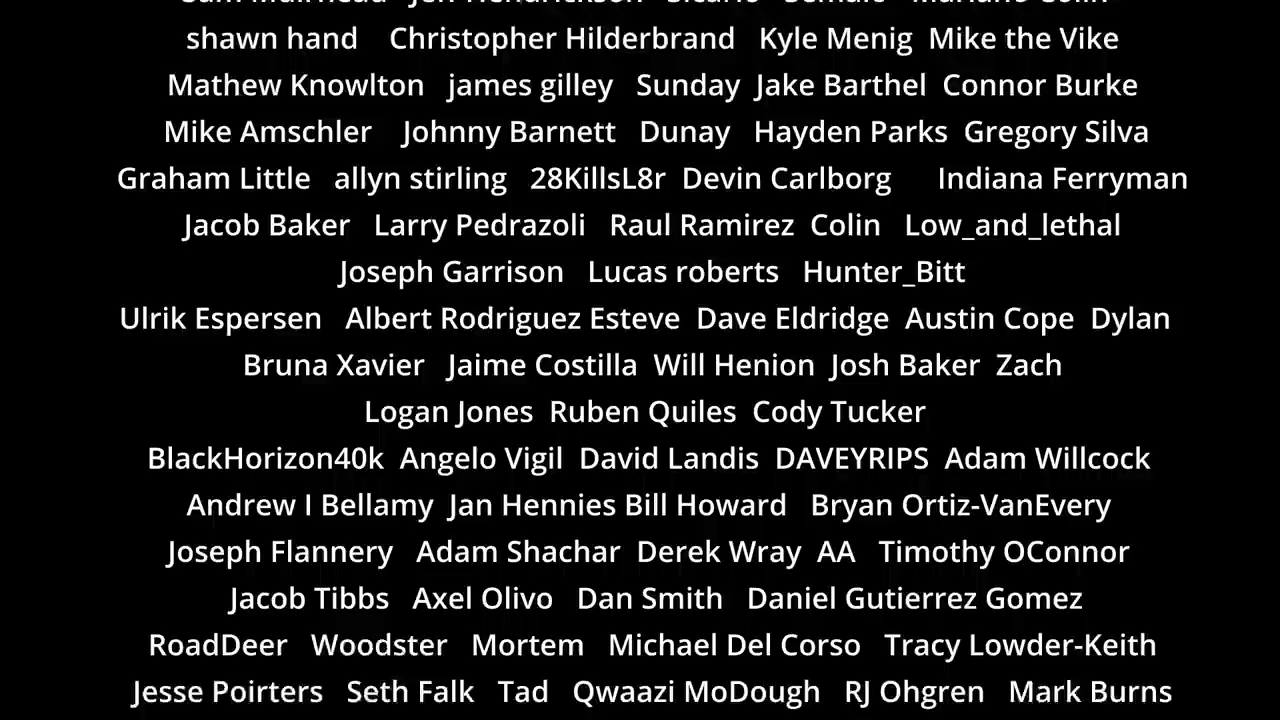 shawn hand Christopher Hilderbrand Kyle Menig Mike the Vike
Mathew Knowlton james gilley Sunday Jake Barthel Connor Burke
Mike Amschler Johnny Barnett Dunay Hayden Parks Gregory Silva
Graham Little allyn stirling 28KillsL8r Devin Carlborg Indiana Ferryman
Jacob Baker Larry Pedrazoli Raul Ramirez Colin Low_and_lethal
Joseph Garrison Lucas roberts Hunter_Bitt
Ulrik Espersen Albert Rodriguez Esteve Dave Eldridge Austin Cope Dylan
Bruna Xavier Jaime Costilla Will Henion Josh Baker Zach
Logan Jones Ruben Quiles Cody Tucker
BlackHorizon40k Angelo Vigil David Landis DAVEYRIPS Adam Willcock
Andrew I Bellamy Jan Hennies Bill Howard Bryan Ortiz-VanEvery
Joseph Flannery Adam Shachar Derek Wray AA Timothy OConnor
Jacob Tibbs Axel Olivo Dan Smith Daniel Gutierrez Gomez
RoadDeer Woodster Mortem Michael Del Corso Tracy Lowder-Keith
Jesse Poirters Seth Falk Tad Qwaazi MoDough RJ Ohgren Mark Burns